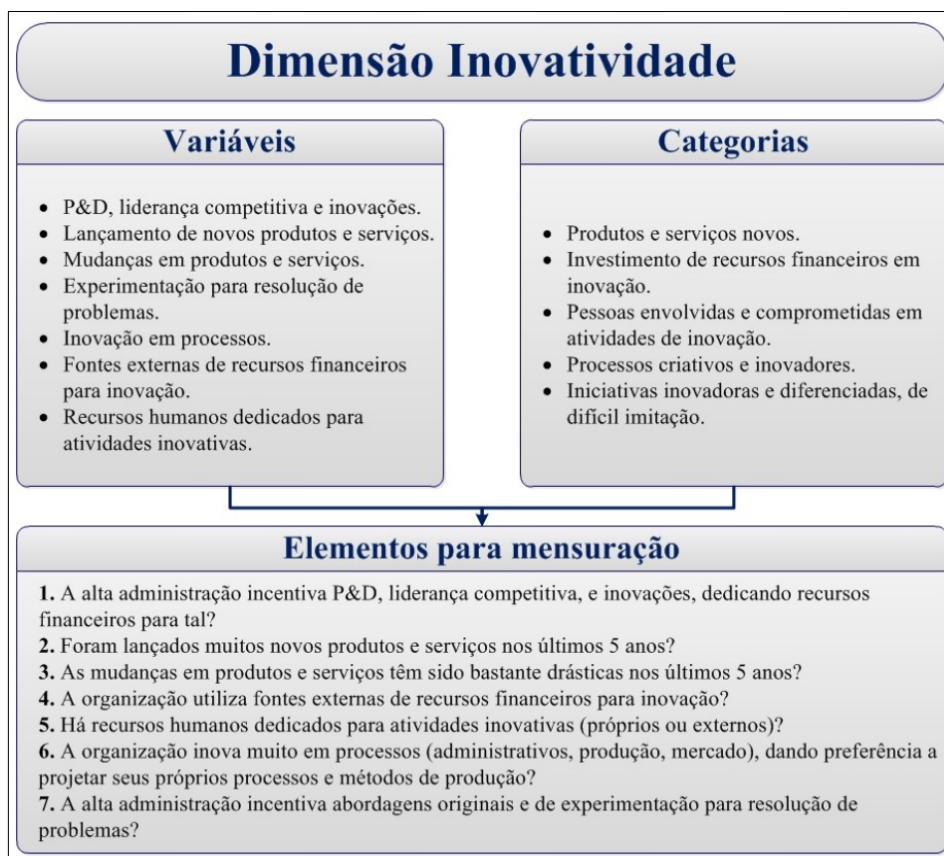 Dimensão Inovatividade
Variáveis
• P&D, liderança competitiva e inovações.
• Lançamento de novos produtos e serviços.
• Mudanças em produtos e serviços.
• Experimentação para resolução de
problemas.
• Inovação em processos.
• Fontes externas de recursos financeiros
para inovação.
• Recursos humanos dedicados para
atividades inovativas.
Categorias
• Produtos e serviços novos.
• Investimento de recursos financeiros em
inovação.
• Pessoas envolvidas e comprometidas em
atividades de inovação.
• Processos criativos e inovadores.
• Iniciativas inovadoras e diferenciadas, de
difícil imitação.
Elementos para mensuração
1. A alta administração incentiva P&D, liderança competitiva, e inovações, dedicando recursos
financeiros para tal?
2. Foram lançados muitos novos produtos e serviços nos últimos 5 anos?
3. As mudanças em produtos e serviços têm sido bastante drásticas nos últimos 5 anos?
4. A organização utiliza fontes externas de recursos financeiros para inovação?
5. Há recursos humanos dedicados para atividades inovativas (próprios ou externos)?
6. A organização inova muito em processos (administrativos, produção, mercado), dando preferência a
projetar seus próprios processos e métodos de produção?
7. A alta administração incentiva abordagens originais e de experimentação para resolução de
problemas?